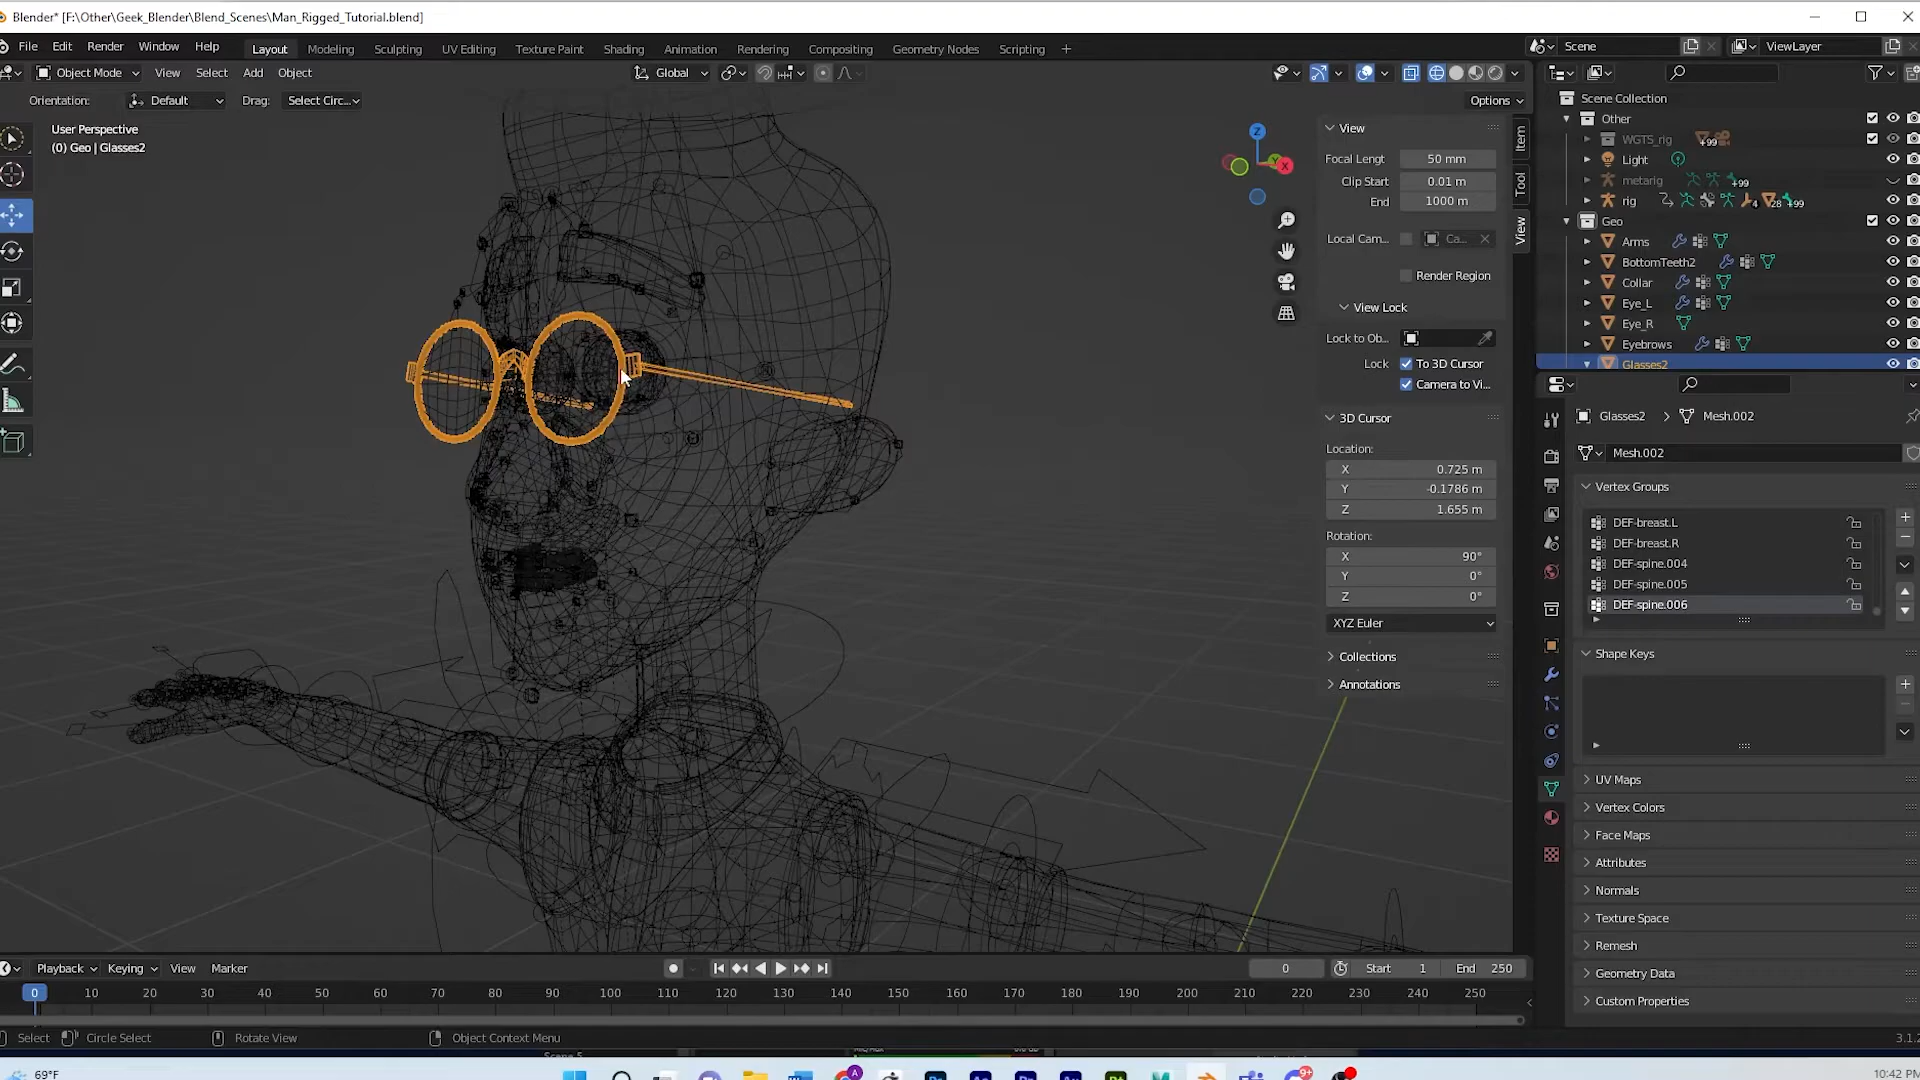 Blender* [F:\Other\Geek_Blender\Blend_Scenes\Man_Rigged_Tutorial.blend]
File Edit Render Window Help Layout Modeling Sculpting UV Editing Texture Paint Shading Animation Rendering Compositing Geometry Nodes Scripting + Scene ViewLayer
Object Mode View Select Add Object Global
Orientation: Default Drag: Select Circ... Options
User Perspective
(0) Geo | Glasses2
Z
X
Y
View
Focal Lengt 50 mm
Clip Start 0.01 m
End 1000 m
Local Cam... Ca...
Render Region
View Lock
Lock to Ob...
Lock To 3D Cursor
Camera to Vi...
3D Cursor
Location:
X 0.725 m
Y -0.1786 m
Z 1.655 m
Rotation:
X 90°
Y 0°
Z 0°
XYZ Euler
Collections
Annotations
Item
Tool
View
Scene Collection
Other
WGTS_rig +99
Light
metarig +99
rig 4 28 +99
Geo
Arms
BottomTeeth2
Collar
Eye_L
Eye_R
Eyebrows
Glasses2
Glasses2 > Mesh.002
Mesh.002
Vertex Groups
DEF-breast.L
DEF-breast.R
DEF-spine.004
DEF-spine.005
DEF-spine.006
Shape Keys
UV Maps
Vertex Colors
Face Maps
Attributes
Normals
Texture Space
Remesh
Geometry Data
Custom Properties
Playback Keying View Marker 0 Start 1 End 250
0 10 20 30 40 50 60 70 80 90 100 110 120 130 140 150 160 170 180 190 200 210 220 230 240 250
Select Circle Select Rotate View Object Context Menu 3.1.2
69°F
A
9+
10:42 PM